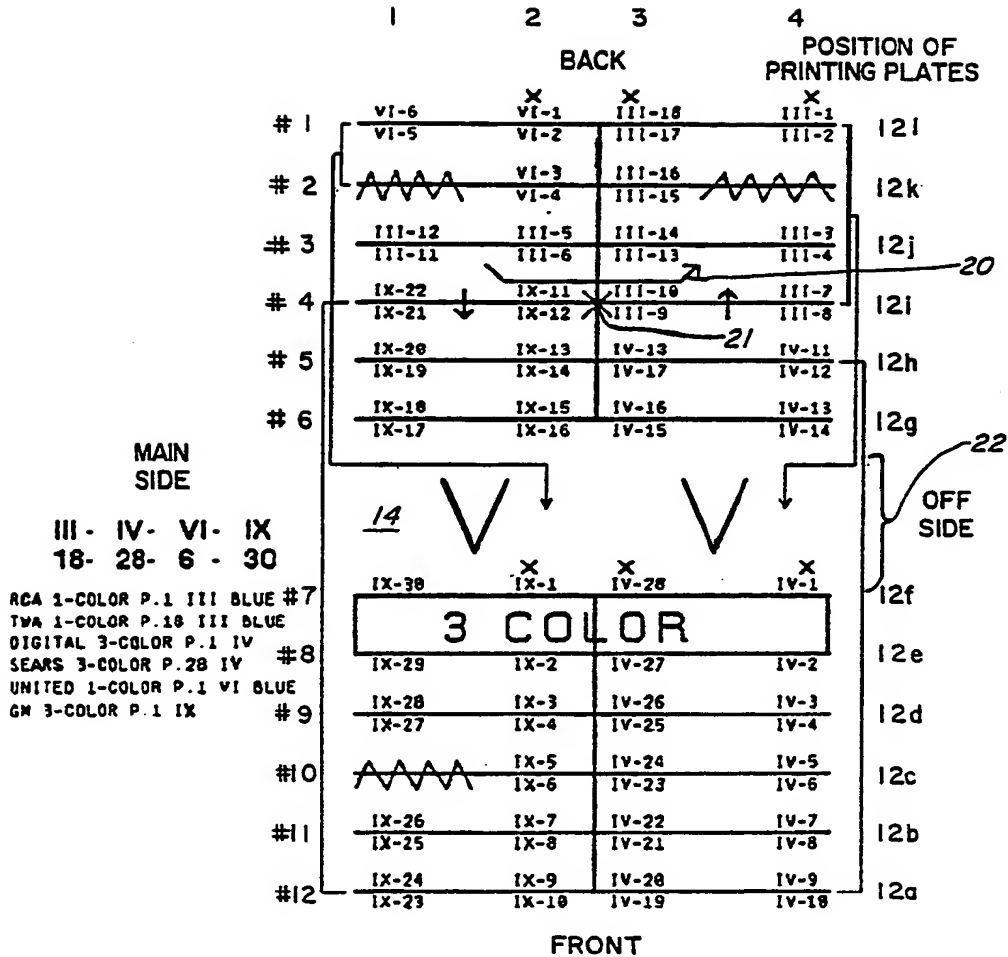 1 2 3 4
BACK
POSITION OF
PRINTING PLATES
X X X
#1 VI-6 VI-1 III-18 III-1 12l
VI-5 VI-2 III-17 III-2
#2 VI-3 III-16 12k
VI-4 III-15
#3 III-12 III-5 III-14 III-3 12j
III-11 III-6 III-13 III-4
20
#4 IX-22 IX-11 III-10 III-7 12i
IX-21 IX-12 III-9 III-8
21
#5 IX-20 IX-13 IV-13 IV-11 12h
IX-19 IX-14 IV-17 IV-12
#6 IX-18 IX-15 IV-16 IV-13 12g
IX-17 IX-16 IV-15 IV-14
22
MAIN
SIDE
OFF
SIDE
14
III - IV - VI - IX
18- 28- 6 - 30
X X X
RCA 1-COLOR P.1 III BLUE
TWA 1-COLOR P.18 III BLUE
DIGITAL 3-COLOR P.1 IV
SEARS 3-COLOR P.28 IV
UNITED 1-COLOR P.1 VI BLUE
GM 3-COLOR P.1 IX
#7 IX-30 IX-1 IV-28 IV-1 12f
3 COLOR
#8 IX-29 IX-2 IV-27 IV-2 12e
#9 IX-28 IX-3 IV-26 IV-3 12d
IX-27 IX-4 IV-25 IV-4
#10 IX-5 IV-24 IV-5 12c
IX-6 IV-23 IV-6
#11 IX-26 IX-7 IV-22 IV-7 12b
IX-25 IX-8 IV-21 IV-8
#12 IX-24 IX-9 IV-20 IV-9 12a
IX-23 IX-10 IV-19 IV-10
FRONT